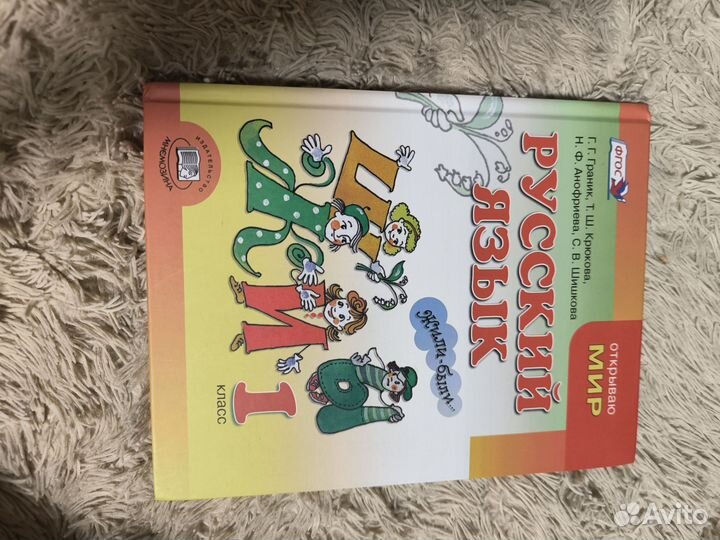 ФГОС
Г. Г. Граник, Т. Ш. Крюкова,
Н. Ф. Анофриева, С. В. Шишкова
открываю
МИР
РУССКИЙ
ЯЗЫК
Жили-были...
Ж И Ш И Ы
1
класс
ИЗДАТЕЛЬСТВО
МНЕМОЗИНА
Avito